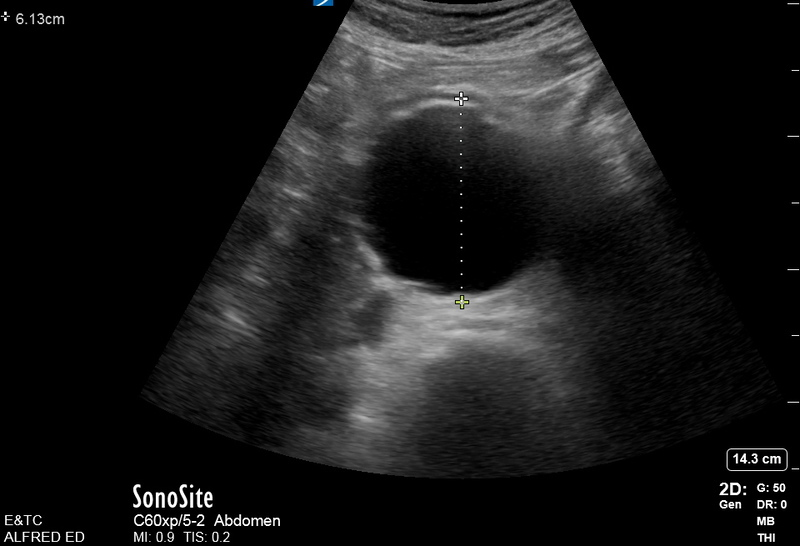 6.13cm
14.3 cm
SonoSite
2D: G: 50
Gen DR: 0
E&TC
C60xp/5-2 Abdomen
MB
ALFRED ED
MI: 0.9 TIS: 0.2
THI